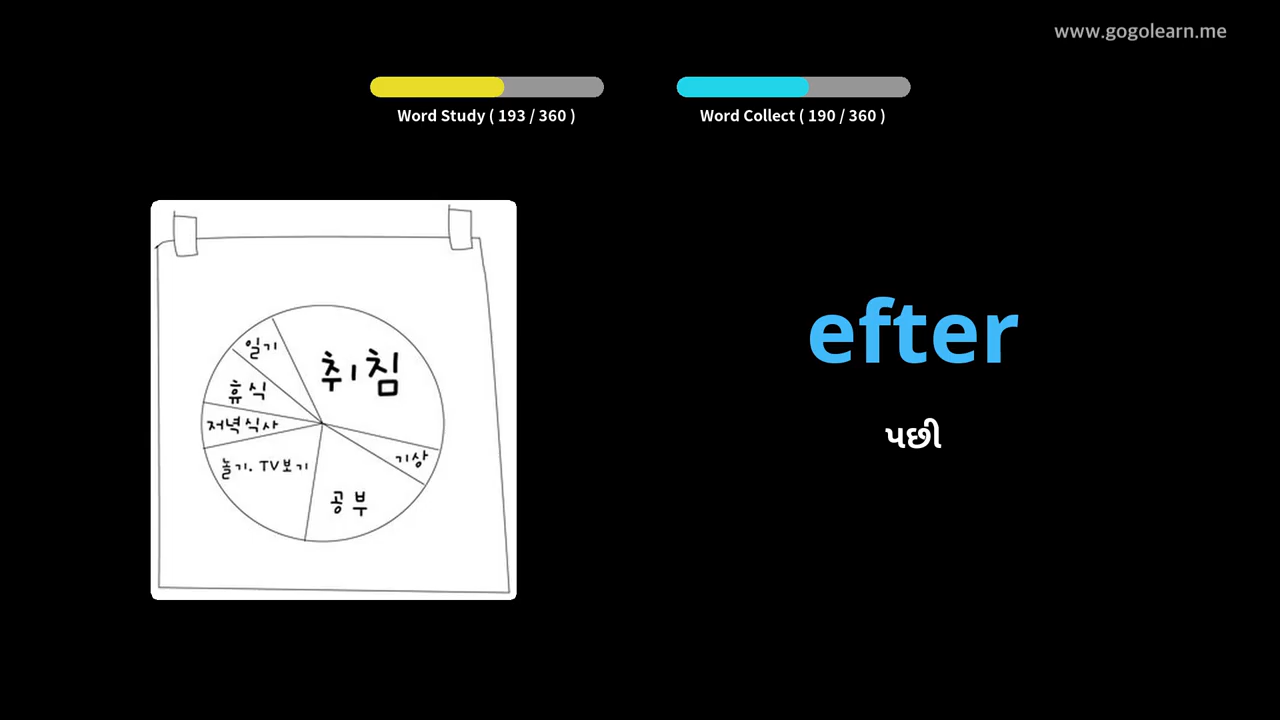 www.gogolearn.me
Word Study ( 193 / 360 )
Word Collect ( 190 / 360 )
일기
취침
휴식
저녁식사
놀기. TV보기
기상
공부
efter
પછી